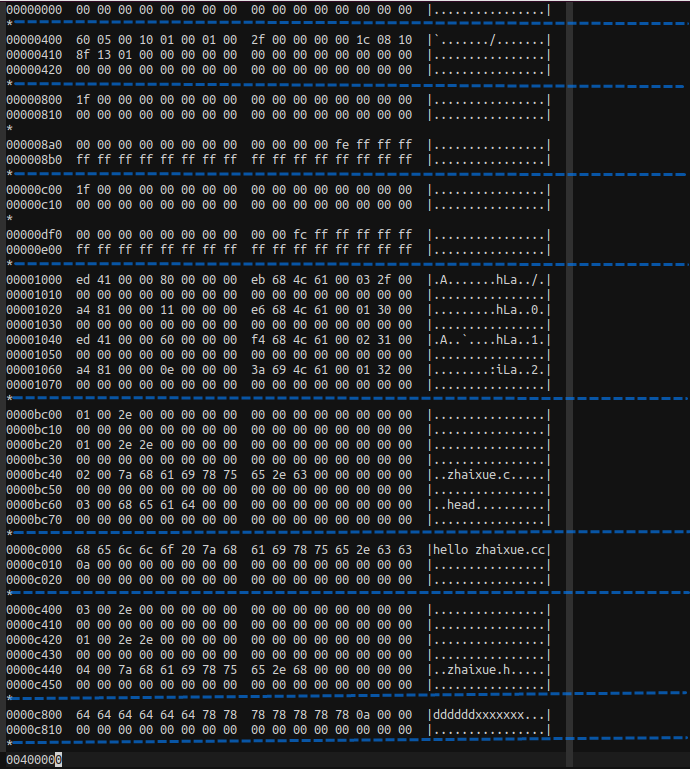 00000000  00 00 00 00 00 00 00 00  00 00 00 00 00 00 00 00  |................|
*
00000400  60 05 00 10 01 00 01 00  2f 00 00 00 00 1c 08 10  |`......./.......|
00000410  8f 13 01 00 00 00 00 00  00 00 00 00 00 00 00 00  |................|
00000420  00 00 00 00 00 00 00 00  00 00 00 00 00 00 00 00  |................|
*
00000800  1f 00 00 00 00 00 00 00  00 00 00 00 00 00 00 00  |................|
00000810  00 00 00 00 00 00 00 00  00 00 00 00 00 00 00 00  |................|
*
000008a0  00 00 00 00 00 00 00 00  00 00 00 00 fe ff ff ff  |................|
000008b0  ff ff ff ff ff ff ff ff  ff ff ff ff ff ff ff ff  |................|
*
00000c00  1f 00 00 00 00 00 00 00  00 00 00 00 00 00 00 00  |................|
00000c10  00 00 00 00 00 00 00 00  00 00 00 00 00 00 00 00  |................|
*
00000df0  00 00 00 00 00 00 00 00  00 00 fc ff ff ff ff ff  |................|
00000e00  ff ff ff ff ff ff ff ff  ff ff ff ff ff ff ff ff  |................|
*
00001000  ed 41 00 00 80 00 00 00  eb 68 4c 61 00 03 2f 00  |.A.......hLa../.|
00001010  00 00 00 00 00 00 00 00  00 00 00 00 00 00 00 00  |................|
00001020  a4 81 00 00 11 00 00 00  e6 68 4c 61 00 01 30 00  |.........hLa..0.|
00001030  00 00 00 00 00 00 00 00  00 00 00 00 00 00 00 00  |................|
00001040  ed 41 00 00 60 00 00 00  f4 68 4c 61 00 02 31 00  |.A..`....hLa..1.|
00001050  00 00 00 00 00 00 00 00  00 00 00 00 00 00 00 00  |................|
00001060  a4 81 00 00 0e 00 00 00  3a 69 4c 61 00 01 32 00  |........:iLa..2.|
00001070  00 00 00 00 00 00 00 00  00 00 00 00 00 00 00 00  |................|
*
0000bc00  01 00 2e 00 00 00 00 00  00 00 00 00 00 00 00 00  |................|
0000bc10  00 00 00 00 00 00 00 00  00 00 00 00 00 00 00 00  |................|
0000bc20  01 00 2e 2e 00 00 00 00  00 00 00 00 00 00 00 00  |................|
0000bc30  00 00 00 00 00 00 00 00  00 00 00 00 00 00 00 00  |................|
0000bc40  02 00 7a 68 61 69 78 75  65 2e 63 00 00 00 00 00  |..zhaixue.c.....|
0000bc50  00 00 00 00 00 00 00 00  00 00 00 00 00 00 00 00  |................|
0000bc60  03 00 68 65 61 64 00 00  00 00 00 00 00 00 00 00  |..head..........|
0000bc70  00 00 00 00 00 00 00 00  00 00 00 00 00 00 00 00  |................|
*
0000c000  68 65 6c 6c 6f 20 7a 68  61 69 78 75 65 2e 63 63  |hello zhaixue.cc|
0000c010  0a 00 00 00 00 00 00 00  00 00 00 00 00 00 00 00  |................|
0000c020  00 00 00 00 00 00 00 00  00 00 00 00 00 00 00 00  |................|
*
0000c400  03 00 2e 00 00 00 00 00  00 00 00 00 00 00 00 00  |................|
0000c410  00 00 00 00 00 00 00 00  00 00 00 00 00 00 00 00  |................|
0000c420  01 00 2e 2e 00 00 00 00  00 00 00 00 00 00 00 00  |................|
0000c430  00 00 00 00 00 00 00 00  00 00 00 00 00 00 00 00  |................|
0000c440  04 00 7a 68 61 69 78 75  65 2e 68 00 00 00 00 00  |..zhaixue.h.....|
0000c450  00 00 00 00 00 00 00 00  00 00 00 00 00 00 00 00  |................|
*
0000c800  64 64 64 64 64 64 78 78  78 78 78 78 78 0a 00 00  |ddddddxxxxxxx...|
0000c810  00 00 00 00 00 00 00 00  00 00 00 00 00 00 00 00  |................|
*
00400000